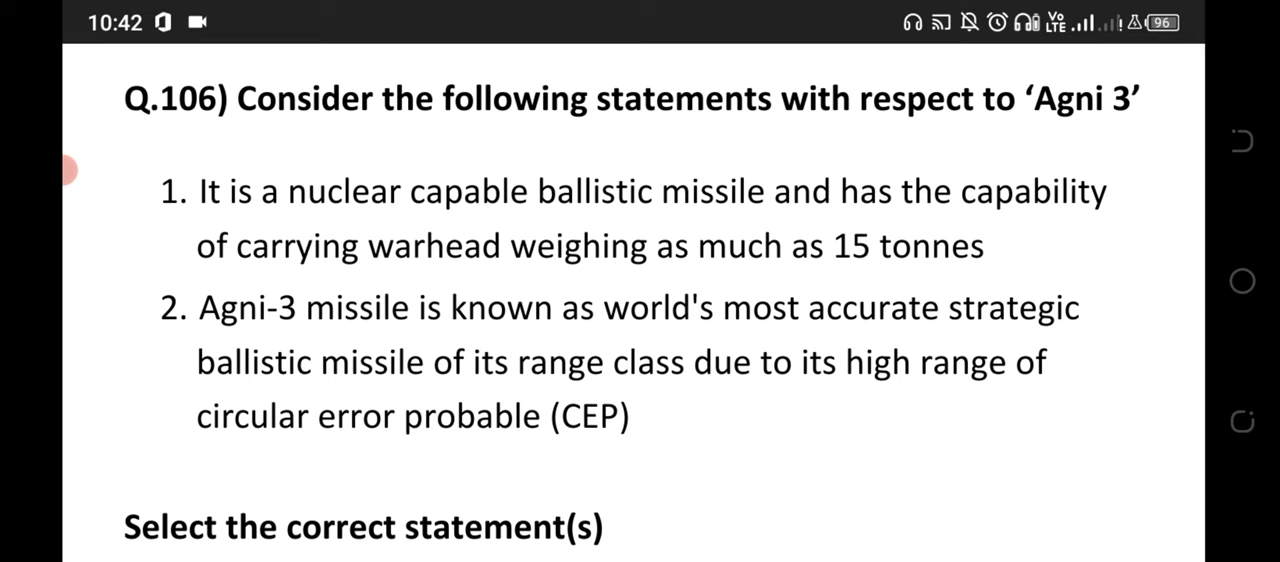 10:42
Vo
LTE
96
Q.106) Consider the following statements with respect to ‘Agni 3’
1. It is a nuclear capable ballistic missile and has the capability
of carrying warhead weighing as much as 15 tonnes
2. Agni-3 missile is known as world's most accurate strategic
ballistic missile of its range class due to its high range of
circular error probable (CEP)
Select the correct statement(s)